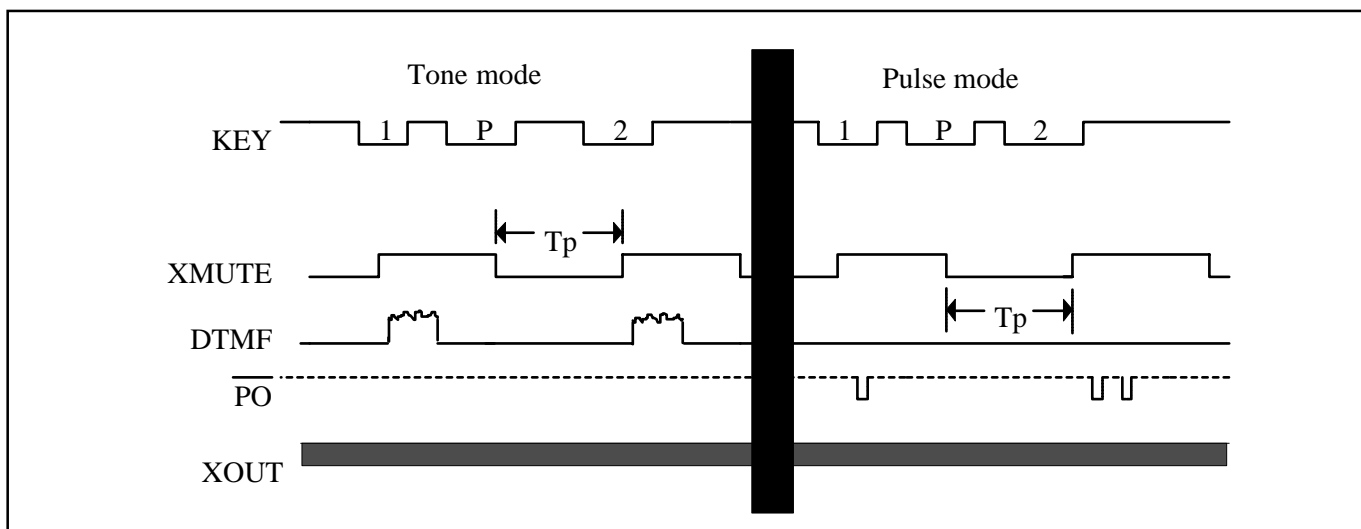 Tone mode Pulse mode
KEY 1 P 2 1 P 2
Tp
XMUTE
Tp
DTMF
PO
XOUT